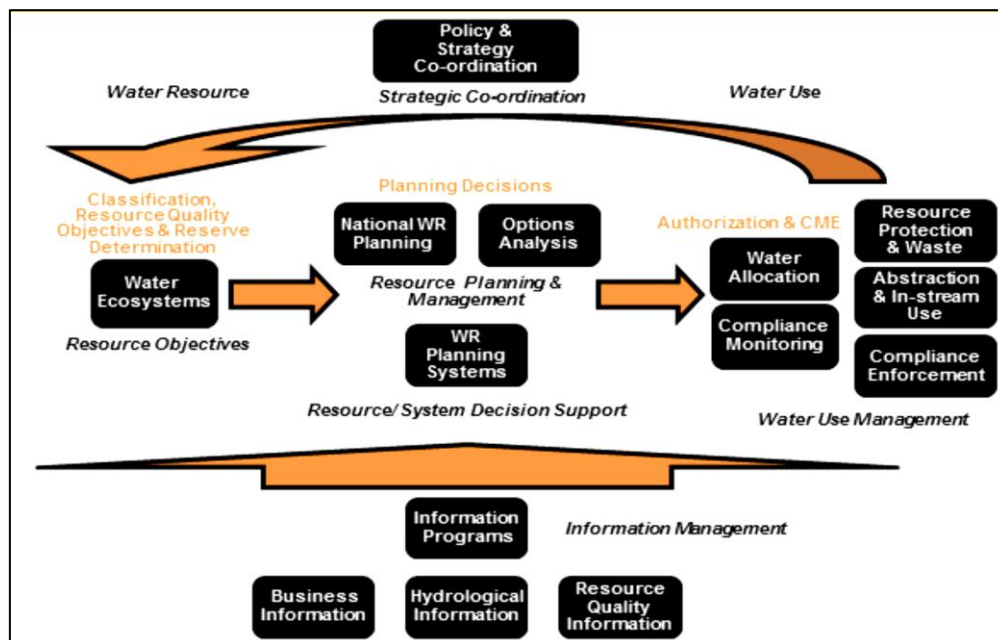 Policy &
Strategy
Co-ordination
Water Resource
Strategic Co-ordination
Water Use
Classification,
Resource Quality
Objectives & Reserve
Determination
Water
Ecosystems
Resource Objectives
Planning Decisions
National WR
Planning
Options
Analysis
Resource Planning &
Management
WR
Planning
Systems
Resource/ System Decision Support
Authorization & CME
Water
Allocation
Compliance
Monitoring
Resource
Protection
& Waste
Abstraction
& In-stream
Use
Compliance
Enforcement
Water Use Management
Information
Programs
Information Management
Business
Information
Hydrological
Information
Resource
Quality
Information